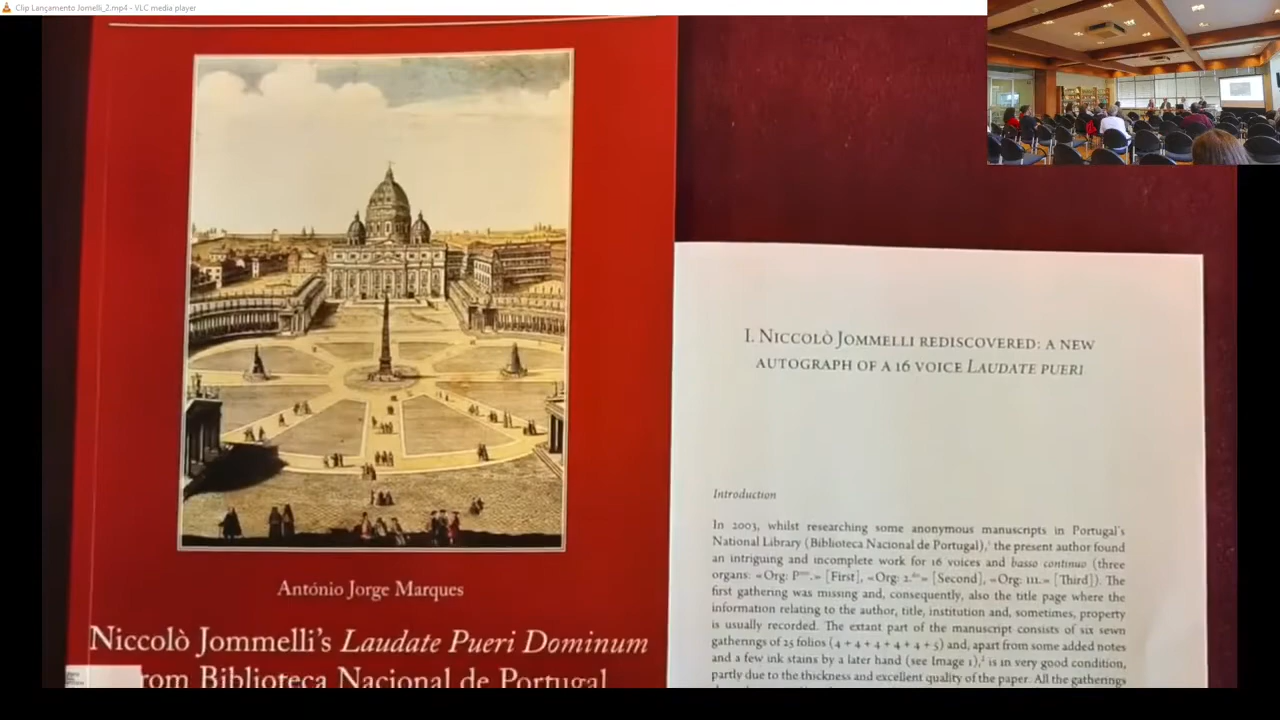 Clip Lançamento Jomelli_2.mp4 - VLC media player
António Jorge Marques
Niccolò Jommelli's Laudate Pueri Dominum
rom Biblioteca Nacional de Portugal
I. Niccolò Jommelli rediscovered: a new
autograph of a 16 voice Laudate pueri
Introduction
In 2003, whilst researching some anonymous manuscripts in Portugal's
National Library (Biblioteca Nacional de Portugal),¹ the present author found
an intriguing and incomplete work for 16 voices and basso continuo (three
organs: «Org: Pmo.» [First], «Org: 2.do» [Second], «Org: III.» [Third]). The
first gathering was missing and, consequently, also the title page where the
information relating to the author, title, institution and, sometimes, property
is usually recorded. The extant part of the manuscript consists of six sewn
gatherings of 25 folios (4 + 4 + 4 + 4 + 4 + 5) and, apart from some added notes
and a few ink stains by a later hand (see Image 1),² is in very good condition,
partly due to the thickness and excellent quality of the paper. All the gatherings